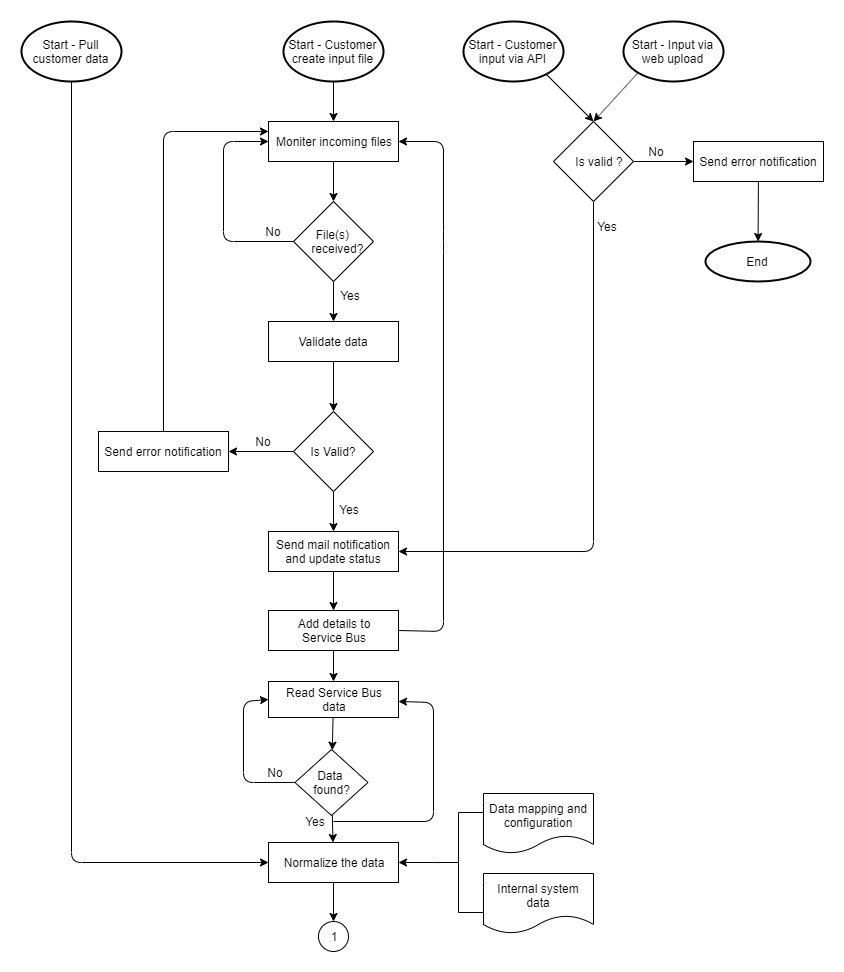 Start - Pull
customer data
Start - Customer
create input file
Start - Customer
input via API
Start - Input via
web upload
Moniter incoming files
Is valid ?
No
Send error notification
Yes
End
File(s)
received?
No
Yes
Validate data
Is Valid?
No
Send error notification
Yes
Send mail notification
and update status
Add details to
Service Bus
Read Service Bus
data
Data
found?
No
Yes
Data mapping and
configuration
Normalize the data
Internal system
data
1